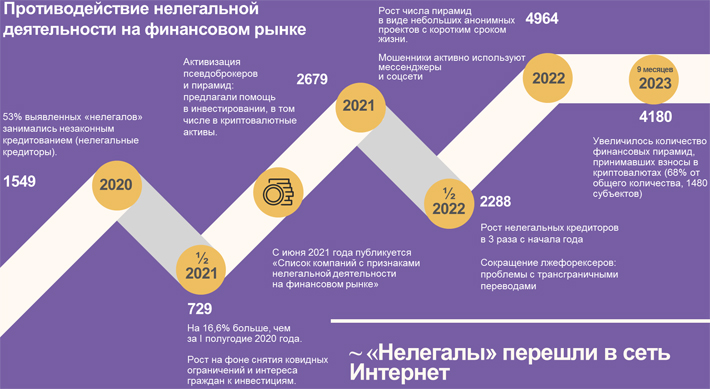 Противодействие нелегальной
деятельности на финансовом рынке
53% выявленных «нелегалов»
занимались незаконным
кредитованием (нелегальные
кредиторы).
1549
2020
½
2021
729
На 16,6% больше, чем
за I полугодие 2020 года.
Рост на фоне снятия ковидных
ограничений и интереса
граждан к инвестициям.
Активизация
псевдоброкеров
и пирамид:
предлагали помощь
в инвестировании, в том
числе в криптовалютные
активы.
2679
2021
С июня 2021 года публикуется
«Список компаний с признаками
нелегальной деятельности
на финансовом рынке»
½
2022
2288
Рост нелегальных кредиторов
в 3 раза с начала года
Сокращение лжефорексеров:
проблемы с трансграничными
переводами
Рост числа пирамид
в виде небольших анонимных
проектов с коротким сроком
жизни.
Мошенники активно используют
мессенджеры
и соцсети
4964
2022
9 месяцев
2023
4180
Увеличилось количество
финансовых пирамид,
принимавших взносы в
криптовалютах (68% от
общего количества, 1480
субъектов)
~ «Нелегалы» перешли в сеть
Интернет